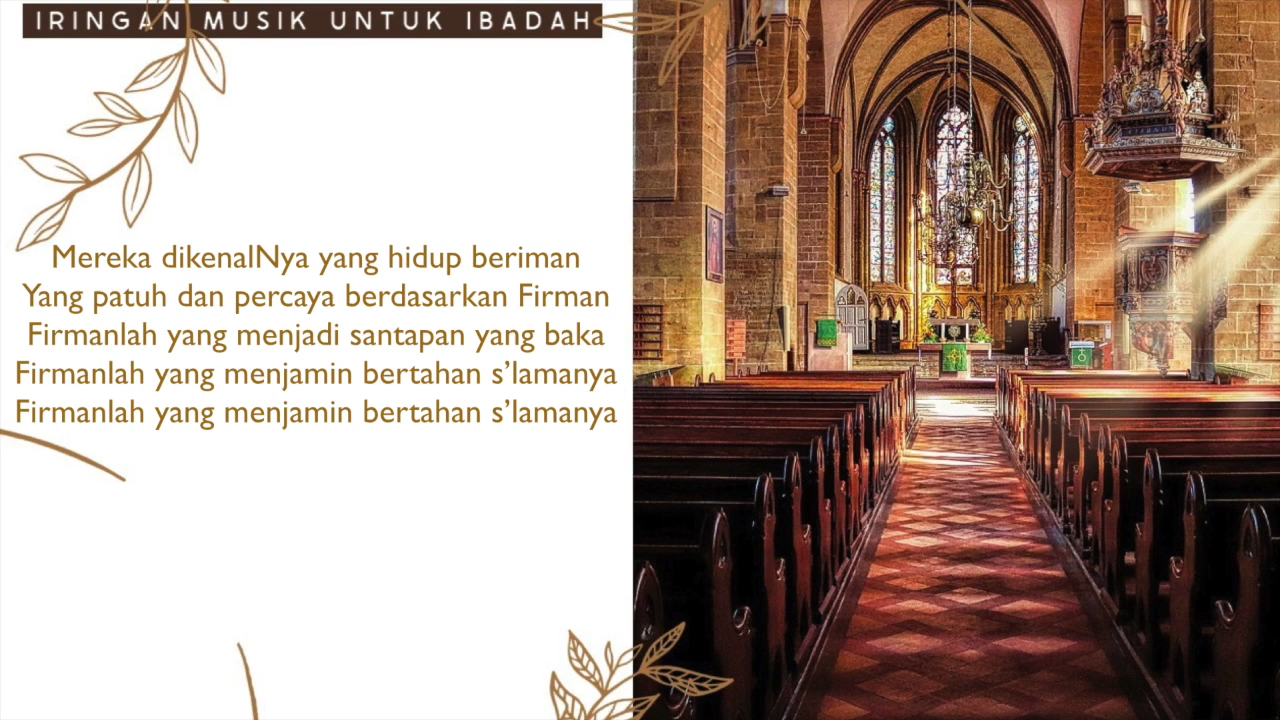 IRINGAN MUSIK UNTUK IBADAH
Mereka dikenalNya yang hidup beriman
Yang patuh dan percaya berdasarkan Firman
Firmanlah yang menjadi santapan yang baka
Firmanlah yang menjamin bertahan s’lamanya
Firmanlah yang menjamin bertahan s’lamanya